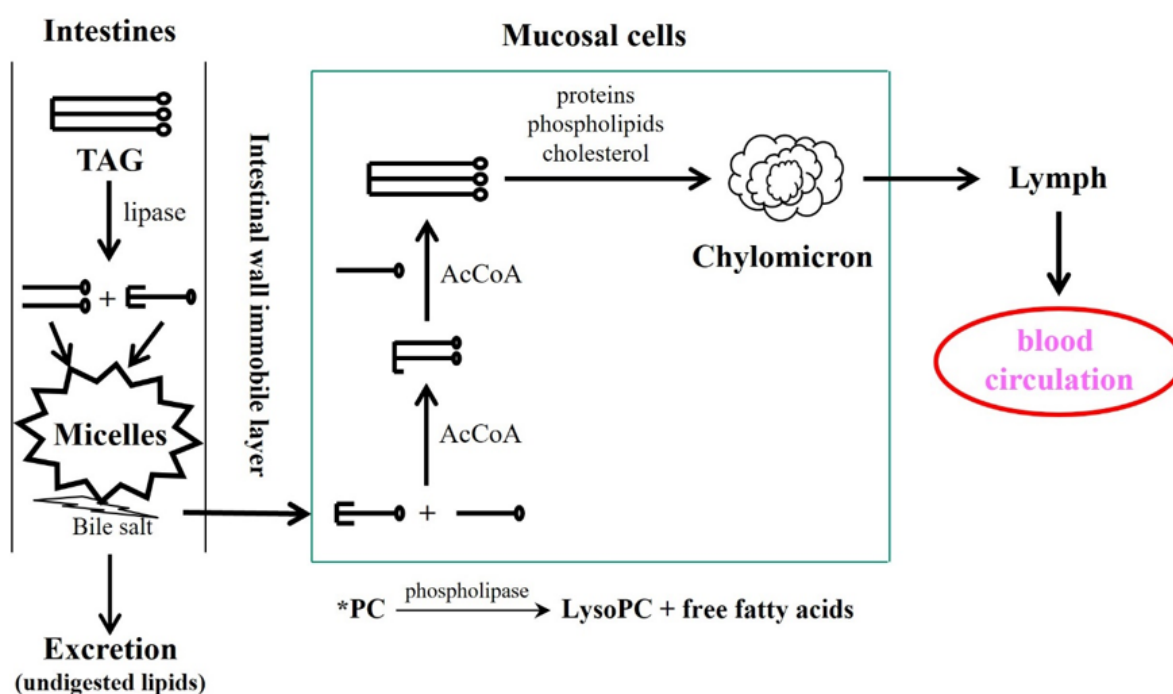 Intestines
TAG
lipase
+
Micelles
Bile salt
Excretion
(undigested lipids)
Intestinal wall immobile layer
Mucosal cells
proteins
phospholipids
cholesterol
AcCoA
AcCoA
+
Chylomicron
Lymph
blood
circulation
*PC phospholipase LysoPC + free fatty acids